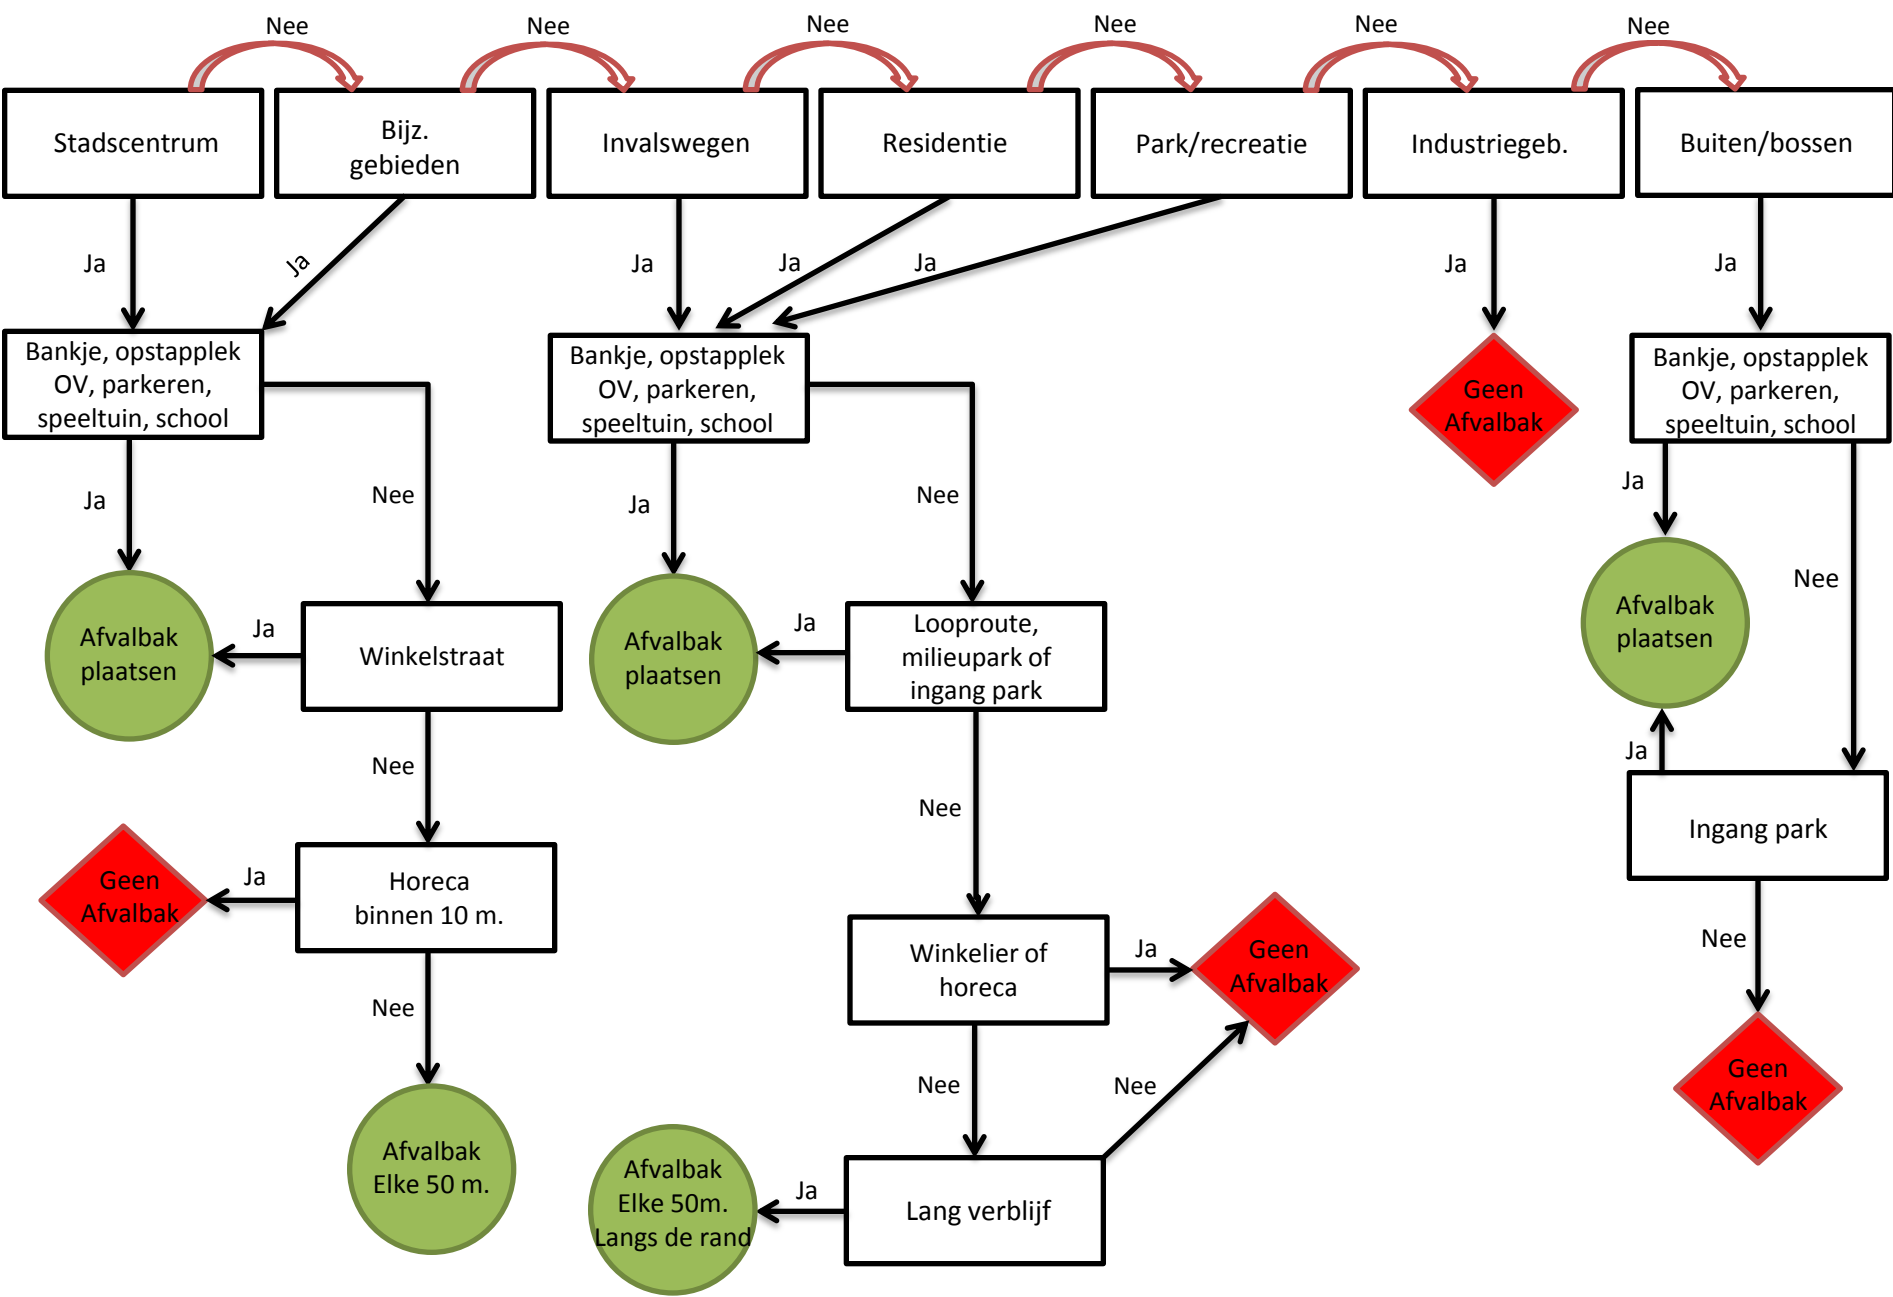 Nee
Nee
Nee
Nee
Nee
Nee
Stadscentrum
Bijz.
gebieden
Invalswegen
Residentie
Park/recreatie
Industriegeb.
Buiten/bossen
Ja
Ja
Ja
Ja
Ja
Ja
Ja
Bankje, opstapplek
OV, parkeren,
speeltuin, school
Bankje, opstapplek
OV, parkeren,
speeltuin, school
Geen
Afvalbak
Bankje, opstapplek
OV, parkeren,
speeltuin, school
Ja
Nee
Ja
Nee
Ja
Nee
Afvalbak
plaatsen
Ja
Winkelstraat
Afvalbak
plaatsen
Ja
Looproute,
milieupark of
ingang park
Afvalbak
plaatsen
Nee
Nee
Ja
Ingang park
Geen
Afvalbak
Ja
Horeca
binnen 10 m.
Winkelier of
horeca
Ja
Geen
Afvalbak
Nee
Nee
Nee
Nee
Geen
Afvalbak
Afvalbak
Elke 50 m.
Afvalbak
Elke 50m.
Langs de rand
Ja
Lang verblijf